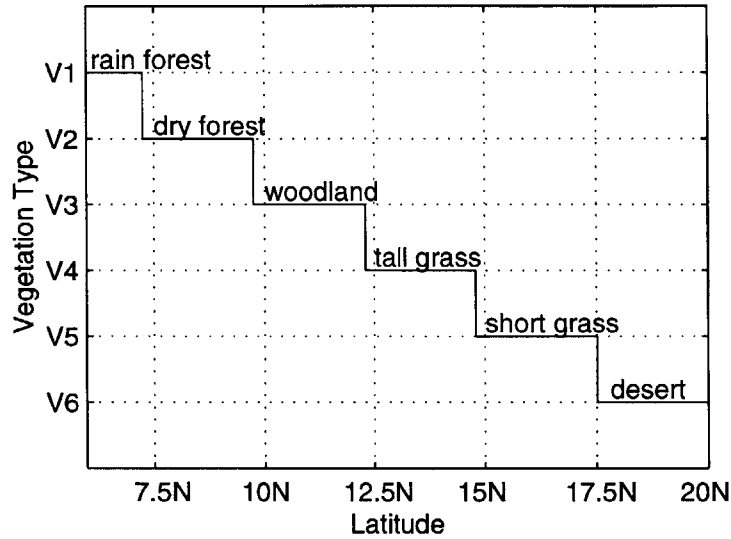 rain forest
V1
dry forest
V2
woodland
V3
tall grass
V4
short grass
V5
desert
V6
Vegetation Type
7.5N 10N 12.5N 15N 17.5N 20N
Latitude